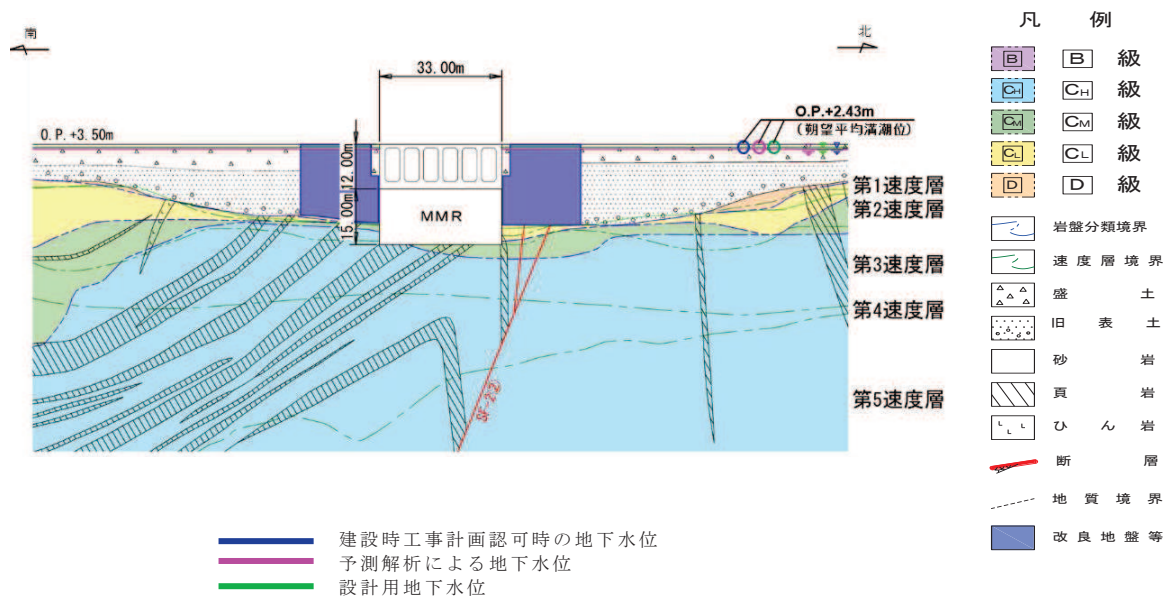 南
北
33.00m
O.P.+2.43m
(朝望平均満潮位)
O.P.+3.50m
12.00m
15.00m
MMR
第1速度層
第2速度層
第3速度層
第4速度層
第5速度層
SF-2②
凡 例
B B 級
CH CH 級
CM CM 級
CL CL 級
D D 級
岩盤分類境界
速度層境界
盛 土
旧 表 土
砂 岩
頁 岩
ひ ん 岩
断 層
地質境界
改良地盤等
建設時工事計画認可時の地下水位
予測解析による地下水位
設計用地下水位